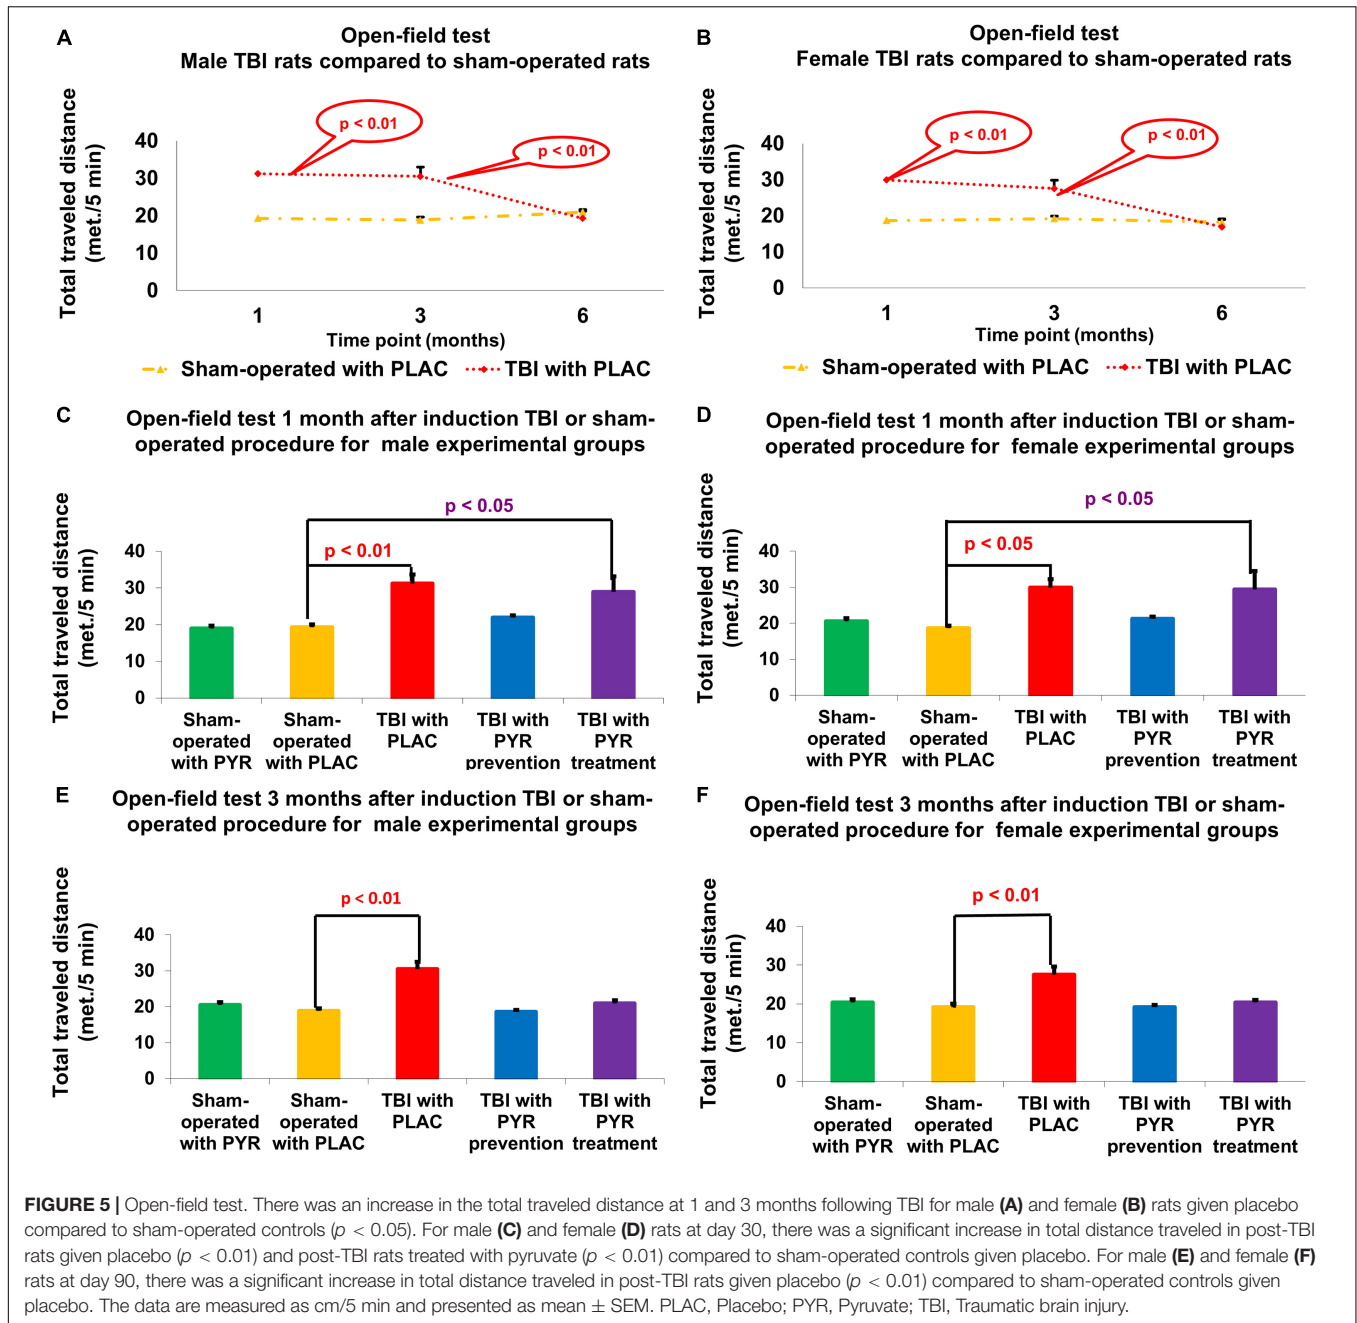 A
Open-field test
Male TBI rats compared to sham-operated rats
Total traveled distance
(met./5 min)
40
30
20
10
0
p < 0.01
p < 0.01
1
3
6
Time point (months)
Sham-operated with PLAC
TBI with PLAC
B
Open-field test
Female TBI rats compared to sham-operated rats
Total traveled distance
(met./5 min)
40
30
20
10
0
p < 0.01
p < 0.01
1
3
6
Time point (months)
Sham-operated with PLAC
TBI with PLAC
C
Open-field test 1 month after induction TBI or sham-
operated procedure for male experimental groups
Total traveled distance
(met./5 min)
p < 0.05
p < 0.01
40
30
20
10
0
Sham-
operated
with PYR
Sham-
operated
with PLAC
TBI with
PLAC
TBI with
PYR
prevention
TBI with
PYR
treatment
D
Open-field test 1 month after induction TBI or sham-
operated procedure for female experimental groups
Total traveled distance
(met./5 min)
p < 0.05
p < 0.05
40
30
20
10
0
Sham-
operated
with PYR
Sham-
operated
with PLAC
TBI with
PLAC
TBI with
PYR
prevention
TBI with
PYR
treatment
E
Open-field test 3 months after induction TBI or sham-
operated procedure for male experimental groups
Total traveled distance
(met./5 min)
p < 0.01
40
30
20
10
0
Sham-
operated
with PYR
Sham-
operated
with PLAC
TBI with
PLAC
TBI with
PYR
prevention
TBI with
PYR
treatment
F
Open-field test 3 months after induction TBI or sham-
operated procedure for female experimental groups
Total traveled distance
(met./5 min)
p < 0.01
40
30
20
10
0
Sham-
operated
with PYR
Sham-
operated
with PLAC
TBI with
PLAC
TBI with
PYR
prevention
TBI with
PYR
treatment
FIGURE 5 | Open-field test. There was an increase in the total traveled distance at 1 and 3 months following TBI for male (A) and female (B) rats given placebo
compared to sham-operated controls (p < 0.05). For male (C) and female (D) rats at day 30, there was a significant increase in total distance traveled in post-TBI
rats given placebo (p < 0.01) and post-TBI rats treated with pyruvate (p < 0.01) compared to sham-operated controls given placebo. For male (E) and female (F)
rats at day 90, there was a significant increase in total distance traveled in post-TBI rats given placebo (p < 0.01) compared to sham-operated controls given
placebo. The data are measured as cm/5 min and presented as mean ± SEM. PLAC, Placebo; PYR, Pyruvate; TBI, Traumatic brain injury.